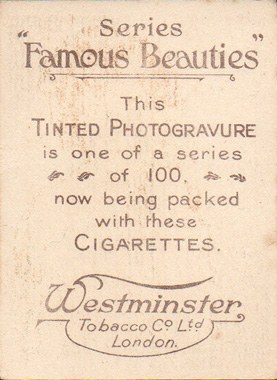 Series
"Famous Beauties"
This
TINTED PHOTOGRAVURE
is one of a series
of 100,
now being packed
with these
CIGARETTES.
Westminster
Tobacco Co Ltd
London.